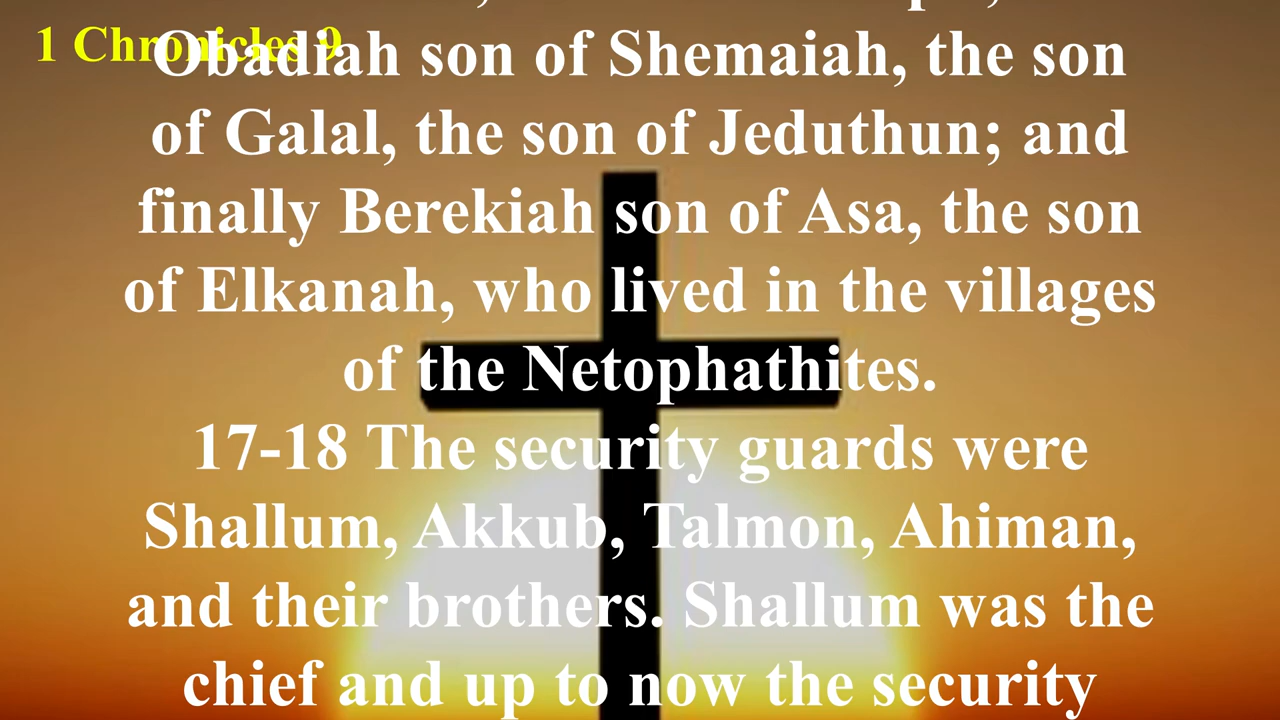 1 Chronicles 9
Obadiah son of Shemaiah, the son
of Galal, the son of Jeduthun; and
finally Berekiah son of Asa, the son
of Elkanah, who lived in the villages
of the Netophathites.
17-18 The security guards were
Shallum, Akkub, Talmon, Ahiman,
and their brothers. Shallum was the
chief and up to now the security